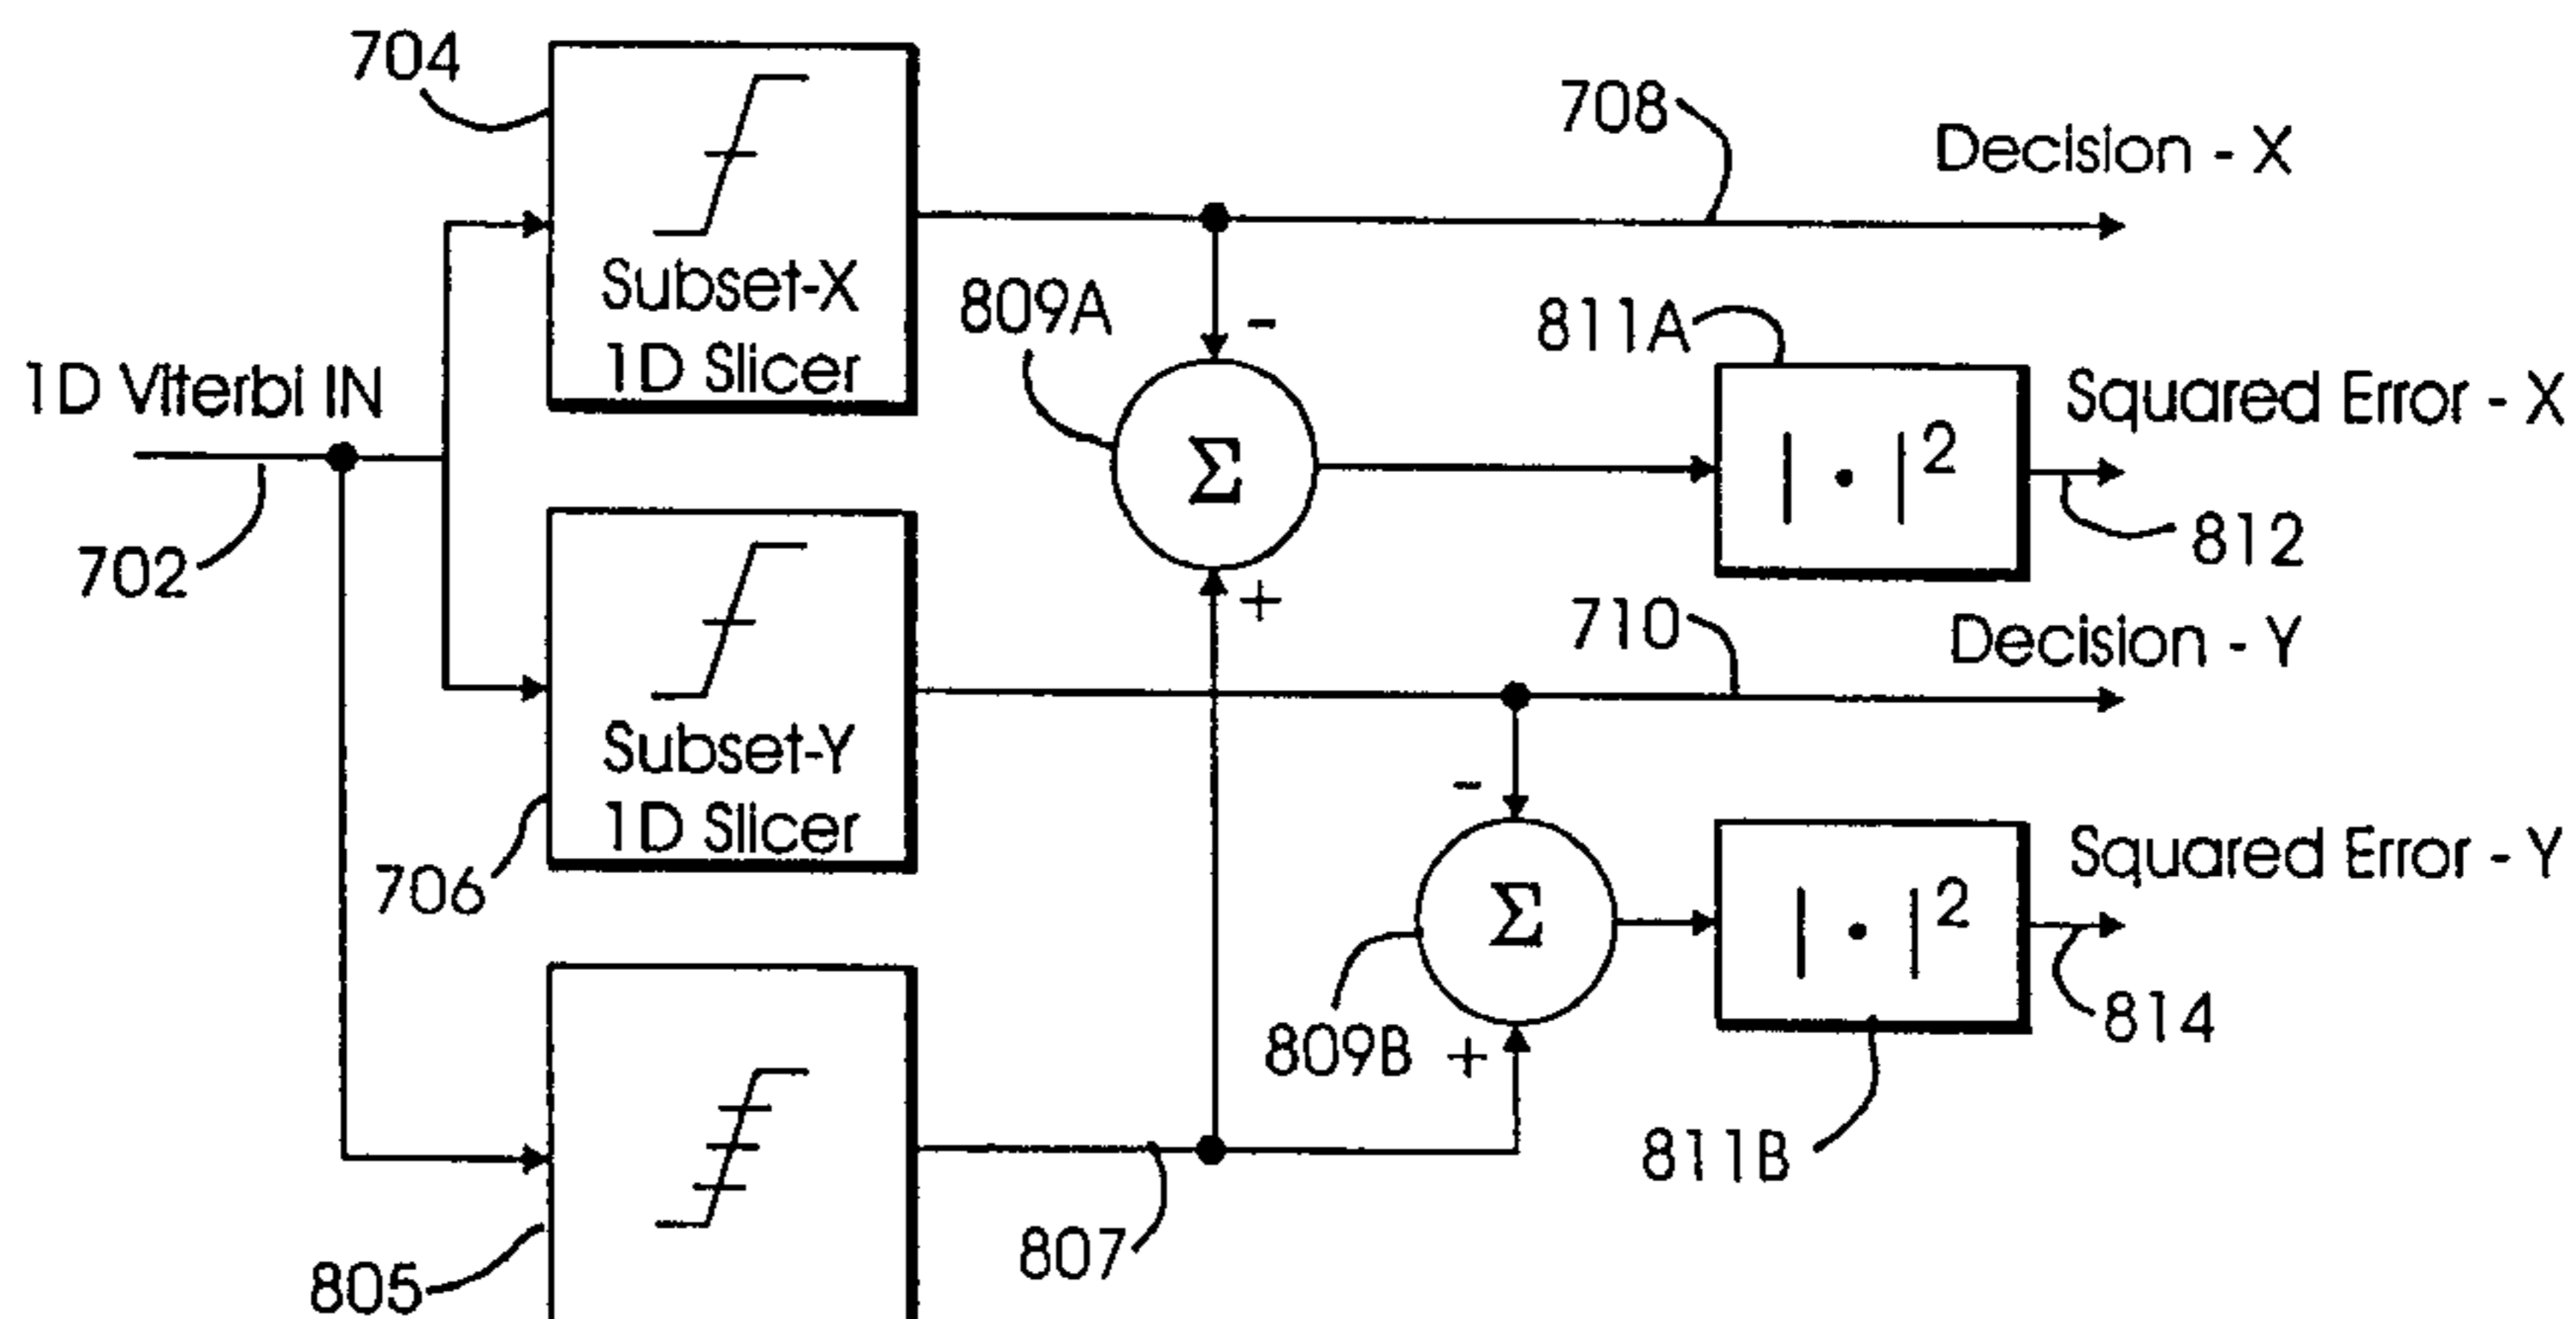 704
708
Decision - X
Subset-X
1D Slicer
809A
-
811A
1D Viterbi IN
Σ
| • |²
Squared Error - X
812
702
+
710
Decision - Y
Subset-Y
1D Slicer
706
-
Σ
| • |²
Squared Error - Y
814
809B
+
811B
807
805